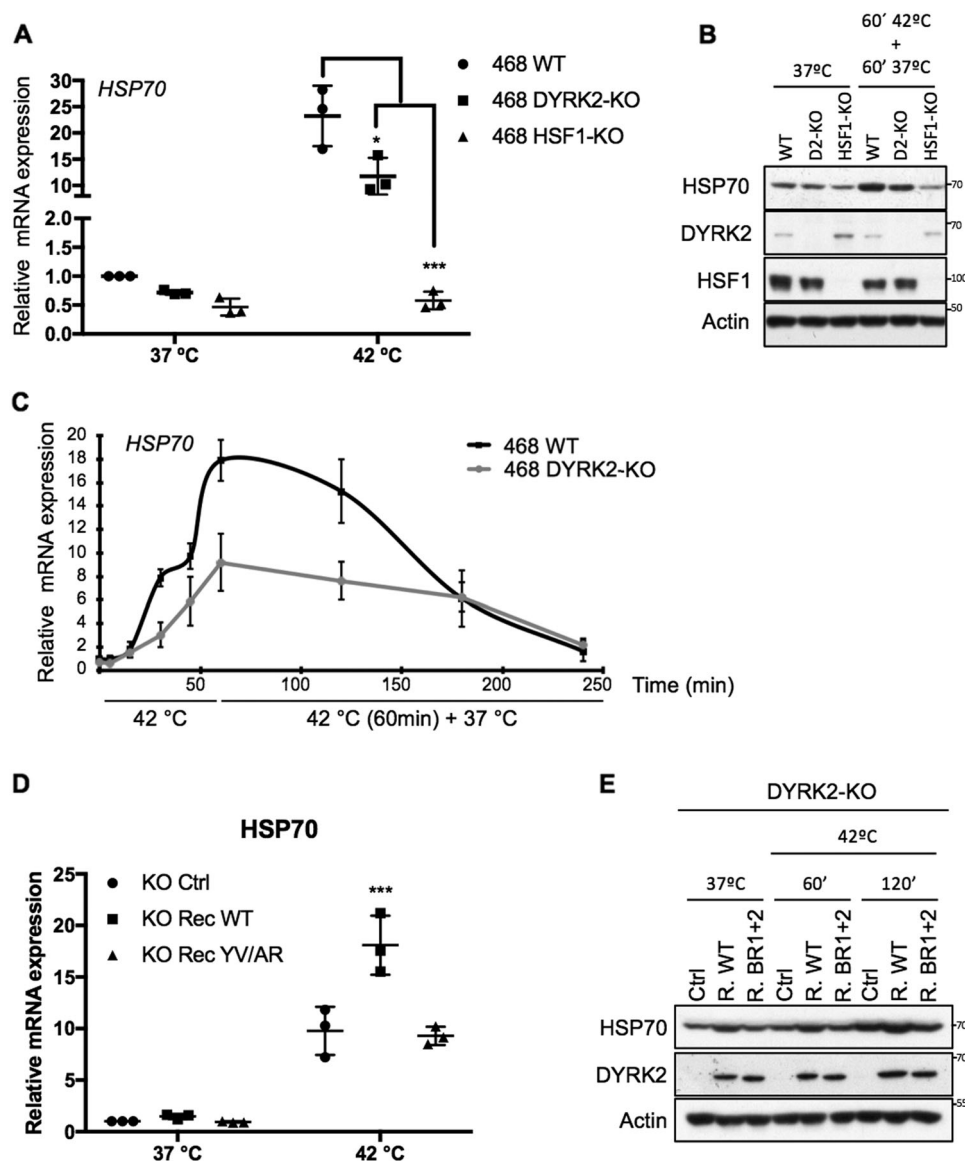 A
HSP70
Relative mRNA expression
30
25
20
15
10
2.0
1.5
1.0
0.5
0.0
*
***
37 °C
42 °C
468 WT
468 DYRK2-KO
468 HSF1-KO
B
60′ 42ºC
+
37ºC 60′ 37ºC
WT D2-KO HSF1-KO WT D2-KO HSF1-KO
HSP70 70
DYRK2 70
HSF1 100
50
Actin
C
HSP70
Relative mRNA expression
20
18
16
14
12
10
8
6
4
2
0
50 100 150 200 250 Time (min)
42 °C 42 °C (60min) + 37 °C
468 WT
468 DYRK2-KO
D
HSP70
Relative mRNA expression
25
20
15
10
5
0
KO Ctrl
KO Rec WT
KO Rec YV/AR
***
37 °C 42 °C
E
DYRK2-KO
42ºC
37ºC 60′ 120′
Ctrl R. WT R. BR1+2 Ctrl R. WT R. BR1+2 Ctrl R. WT R. BR1+2
HSP70 70
70
DYRK2
55
Actin